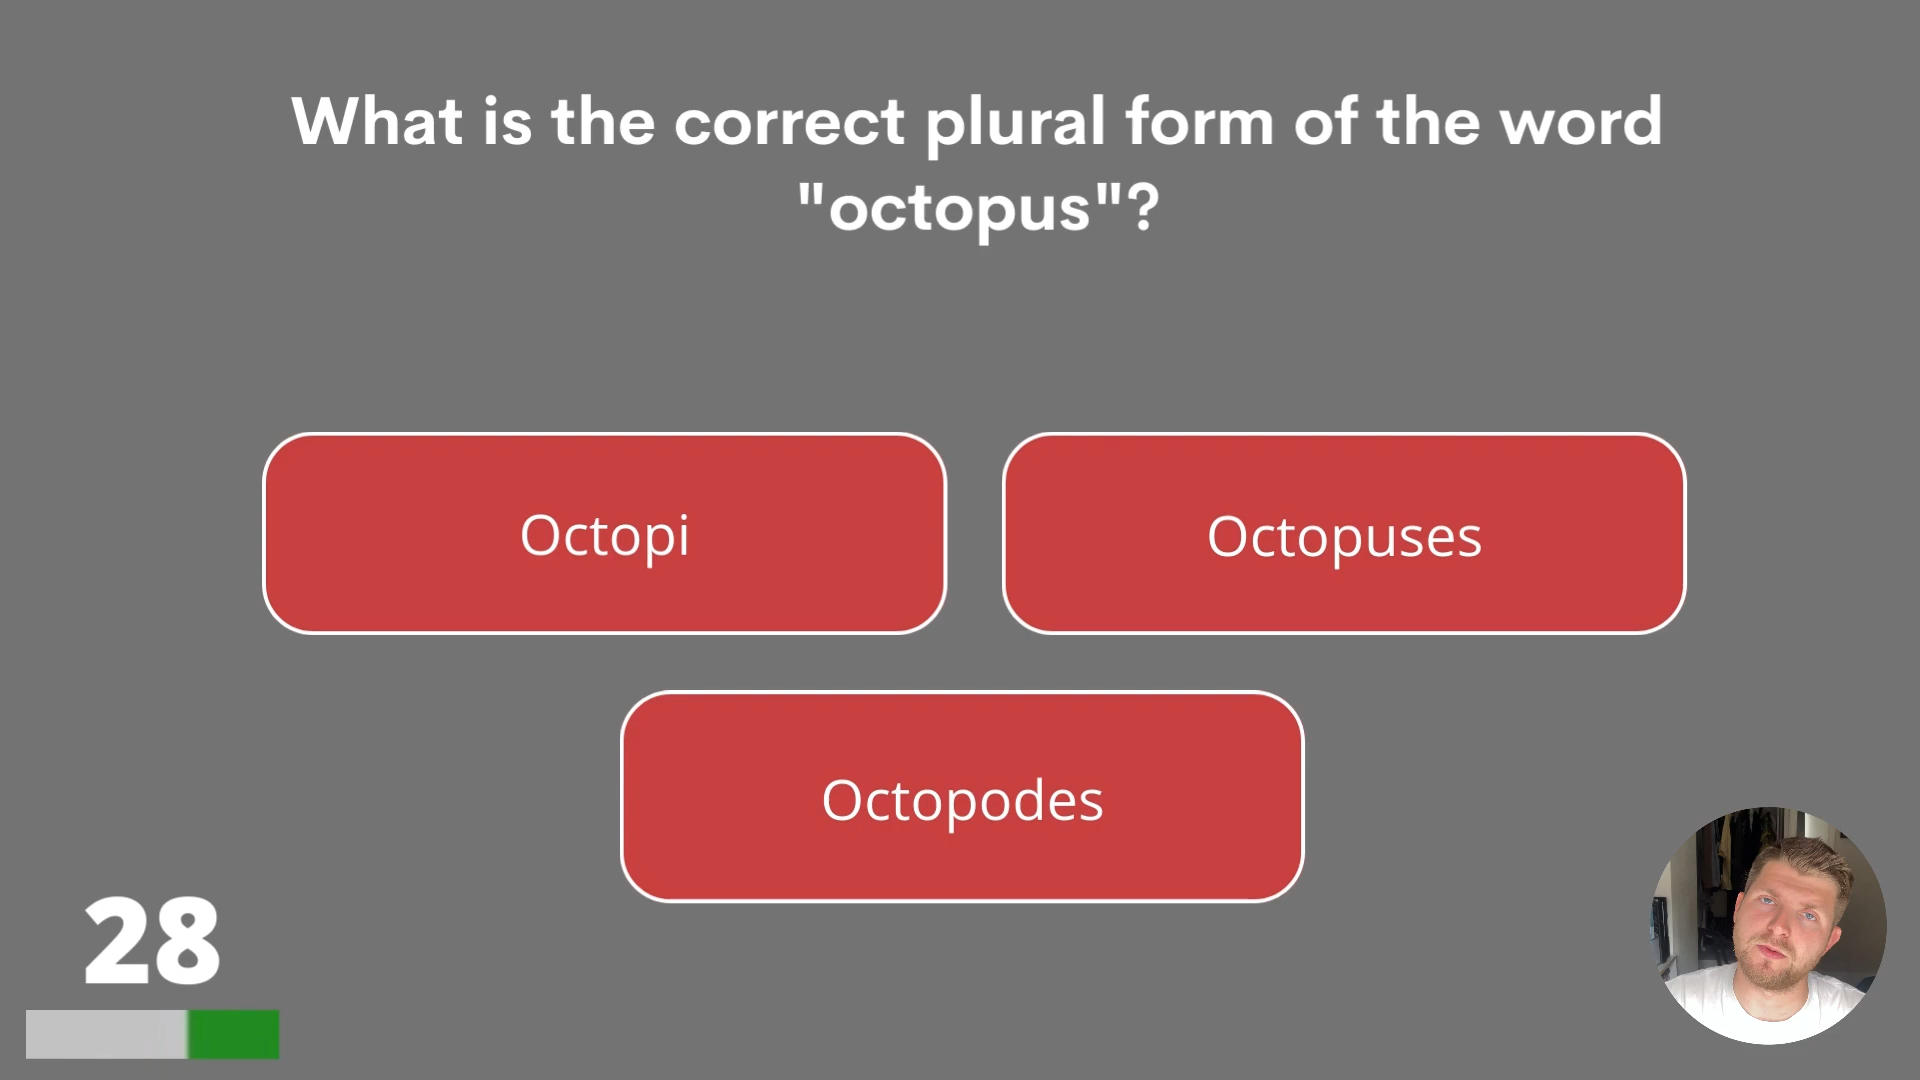 What is the correct plural form of the word
"octopus"?
Octopi
Octopuses
Octopodes
28